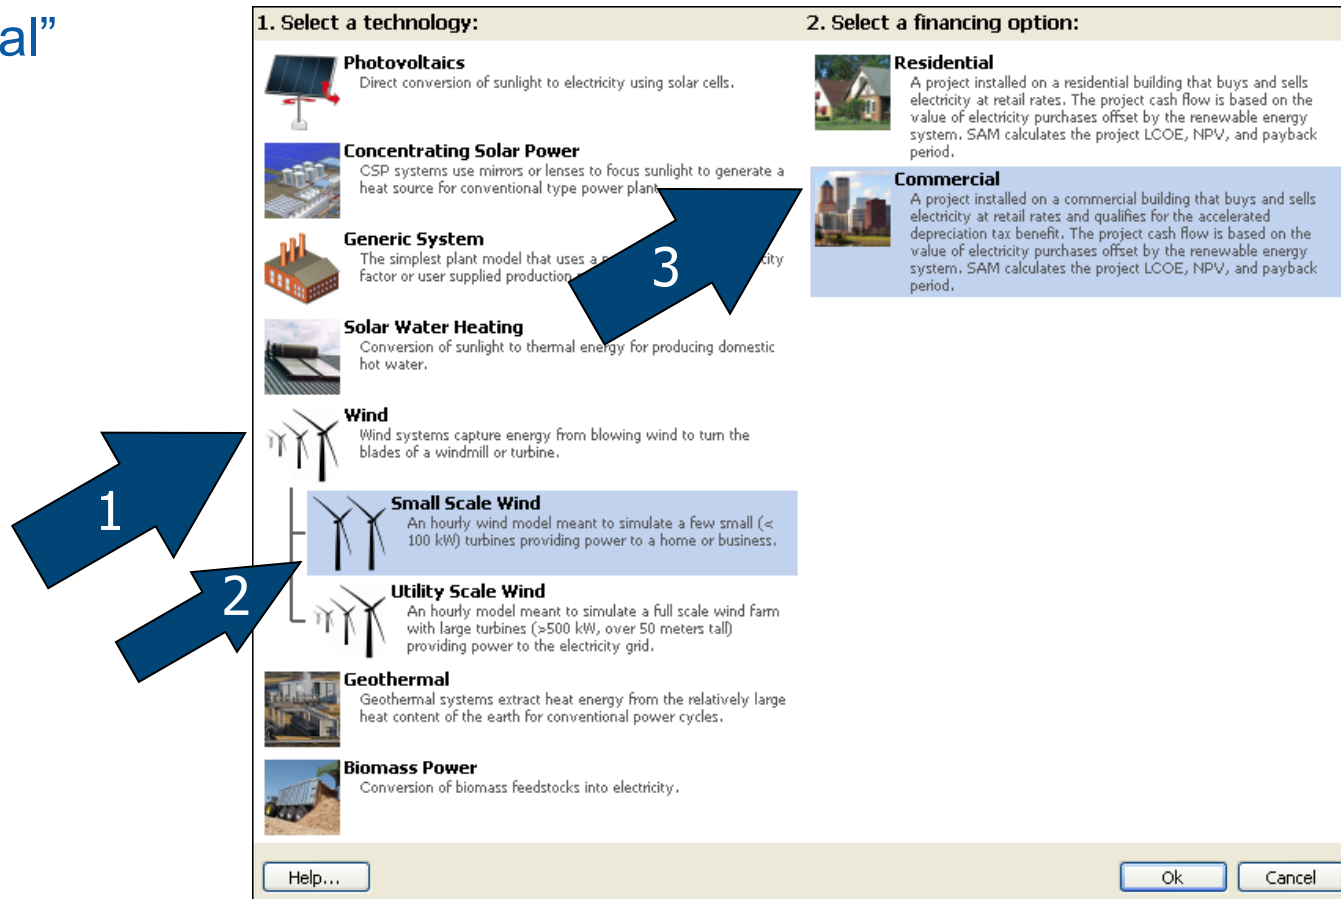 al”
1. Select a technology:
2. Select a financing option:
Photovoltaics
Direct conversion of sunlight to electricity using solar cells.
Concentrating Solar Power
CSP systems use mirrors or lenses to focus sunlight to generate a
heat source for conventional type power plant
Generic System
The simplest plant model that uses a
factor or user supplied production
Solar Water Heating
Conversion of sunlight to thermal energy for producing domestic
hot water.
Wind
Wind systems capture energy from blowing wind to turn the
blades of a windmill or turbine.
Small Scale Wind
An hourly wind model meant to simulate a few small (<
100 kW) turbines providing power to a home or business.
Utility Scale Wind
An hourly model meant to simulate a full scale wind farm
with large turbines (>500 kW, over 50 meters tall)
providing power to the electricity grid.
Geothermal
Geothermal systems extract heat energy from the relatively large
heat content of the earth for conventional power cycles.
Biomass Power
Conversion of biomass feedstocks into electricity.
Residential
A project installed on a residential building that buys and sells
electricity at retail rates. The project cash flow is based on the
value of electricity purchases offset by the renewable energy
system. SAM calculates the project LCOE, NPV, and payback
period.
Commercial
A project installed on a commercial building that buys and sells
electricity at retail rates and qualifies for the accelerated
depreciation tax benefit. The project cash flow is based on the
value of electricity purchases offset by the renewable energy
system. SAM calculates the project LCOE, NPV, and payback
period.
1
2
3
Help...
Ok
Cancel